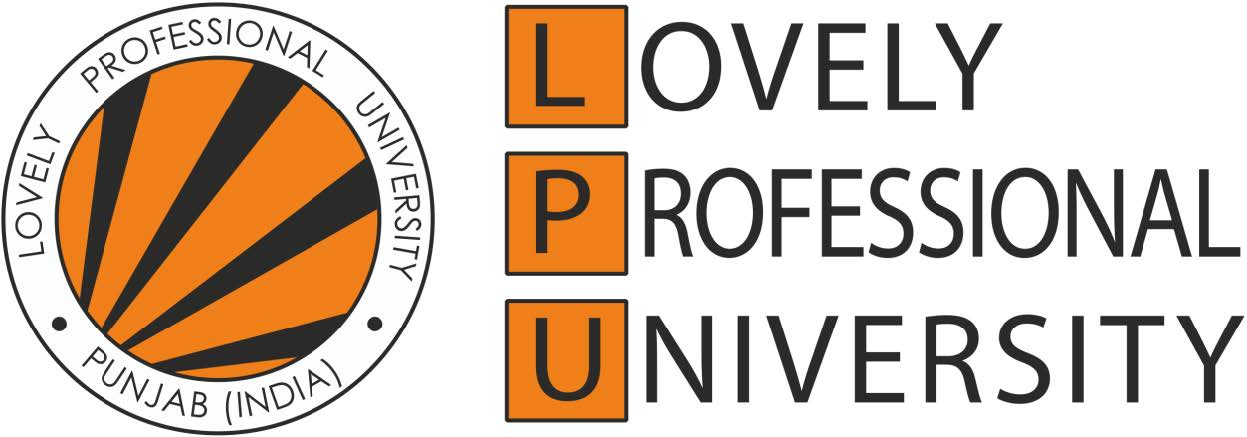 LOVELY PROFESSIONAL UNIVERSITY
• PUNJAB (INDIA) •
LOVELY
PROFESSIONAL
UNIVERSITY